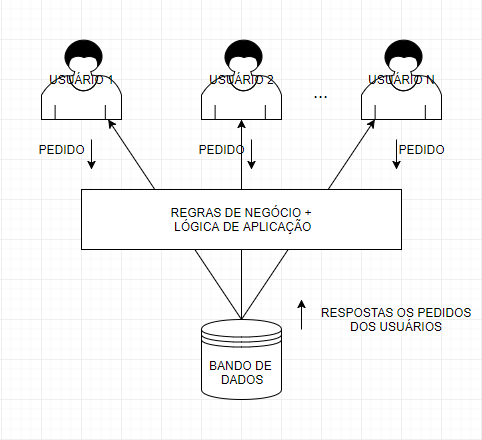 USUÁRIO 1
USUÁRIO 2
...
USUÁRIO N
PEDIDO
PEDIDO
PEDIDO
REGRAS DE NEGÓCIO +
LÓGICA DE APLICAÇÃO
RESPOSTAS OS PEDIDOS
DOS USUÁRIOS
BANDO DE
DADOS